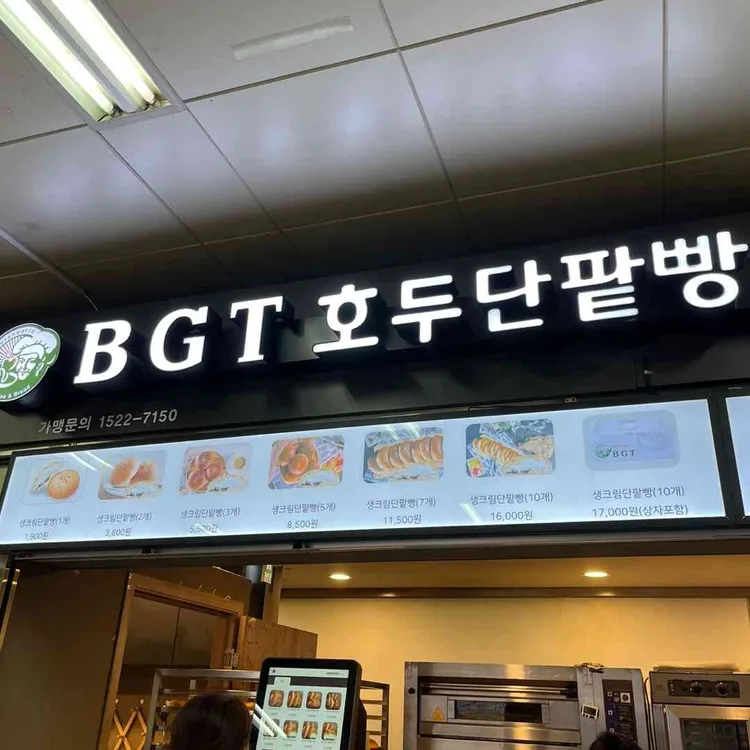 BGT 호두단팥빵
가맹문의 1522-7150
생크림단팥빵(1개)
1,900원
생크림단팥빵(2개)
3,800원
생크림단팥빵(3개)
5,500원
생크림단팥빵(5개)
8,500원
생크림단팥빵(7개)
11,500원
생크림단팥빵(10개)
16,000원
BGT
생크림단팥빵(10개)
17,000원(상자포함)